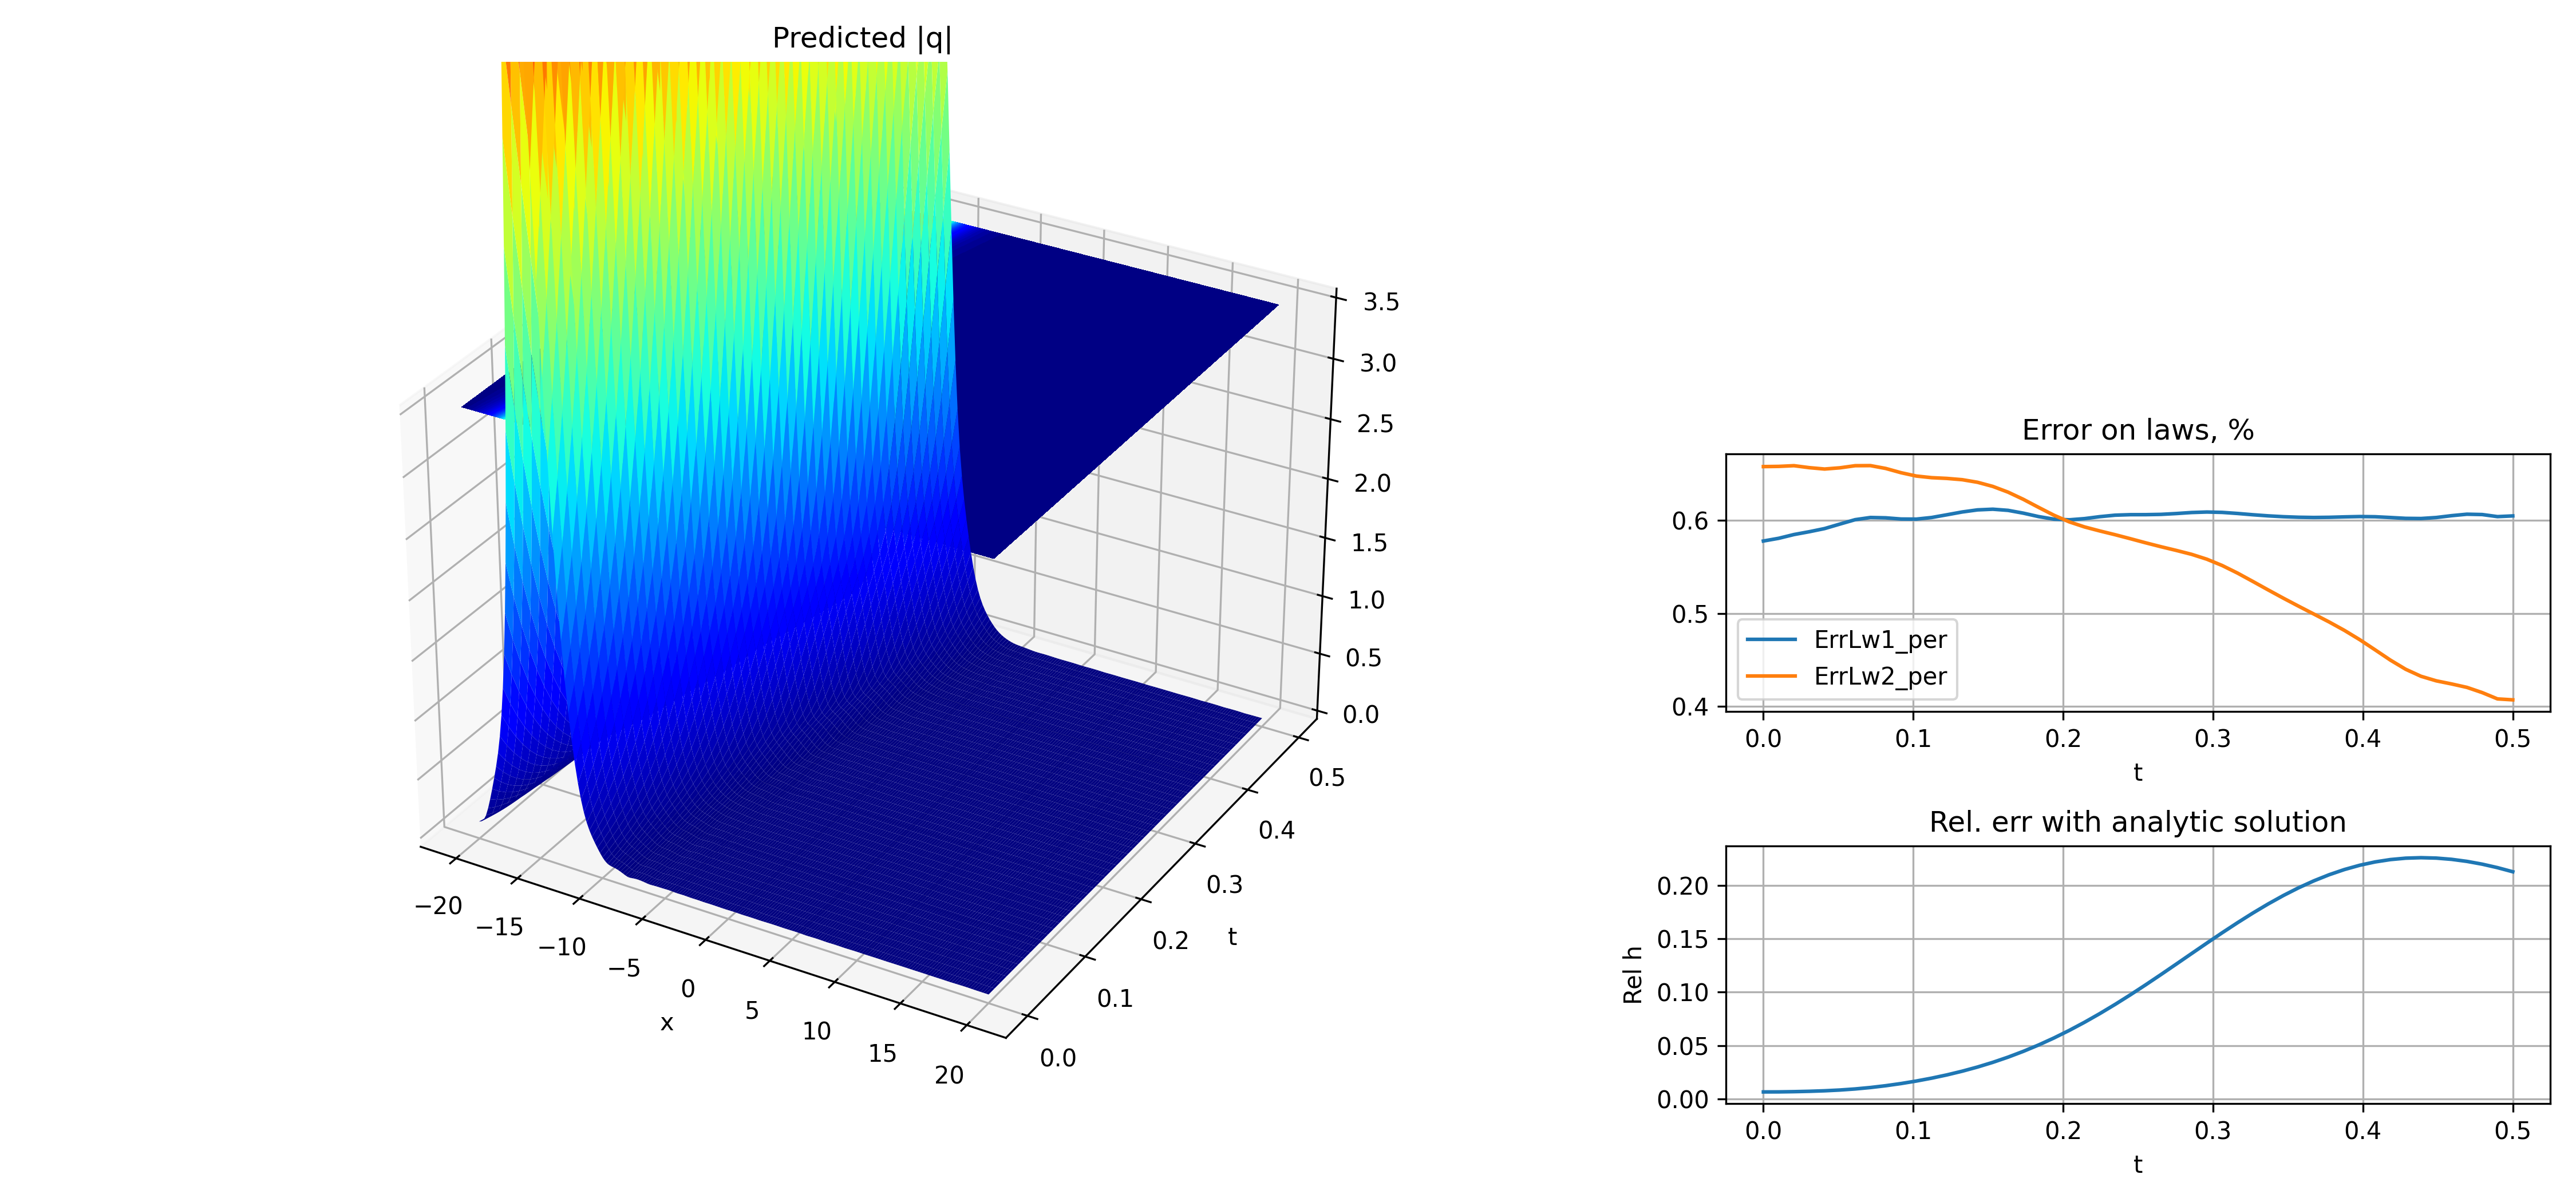 Predicted |q|
3.5
3.0
2.5
2.0
1.5
1.0
0.5
0.0
−20
−15
−10
−5
0
5
10
15
20
x
0.0
0.1
0.2
0.3
0.4
0.5
t
Error on laws, %
0.6
0.5
0.4
ErrLw1_per
ErrLw2_per
0.0 0.1 0.2 0.3 0.4 0.5
t
Rel. err with analytic solution
Rel h
0.20
0.15
0.10
0.05
0.00
0.0 0.1 0.2 0.3 0.4 0.5
t